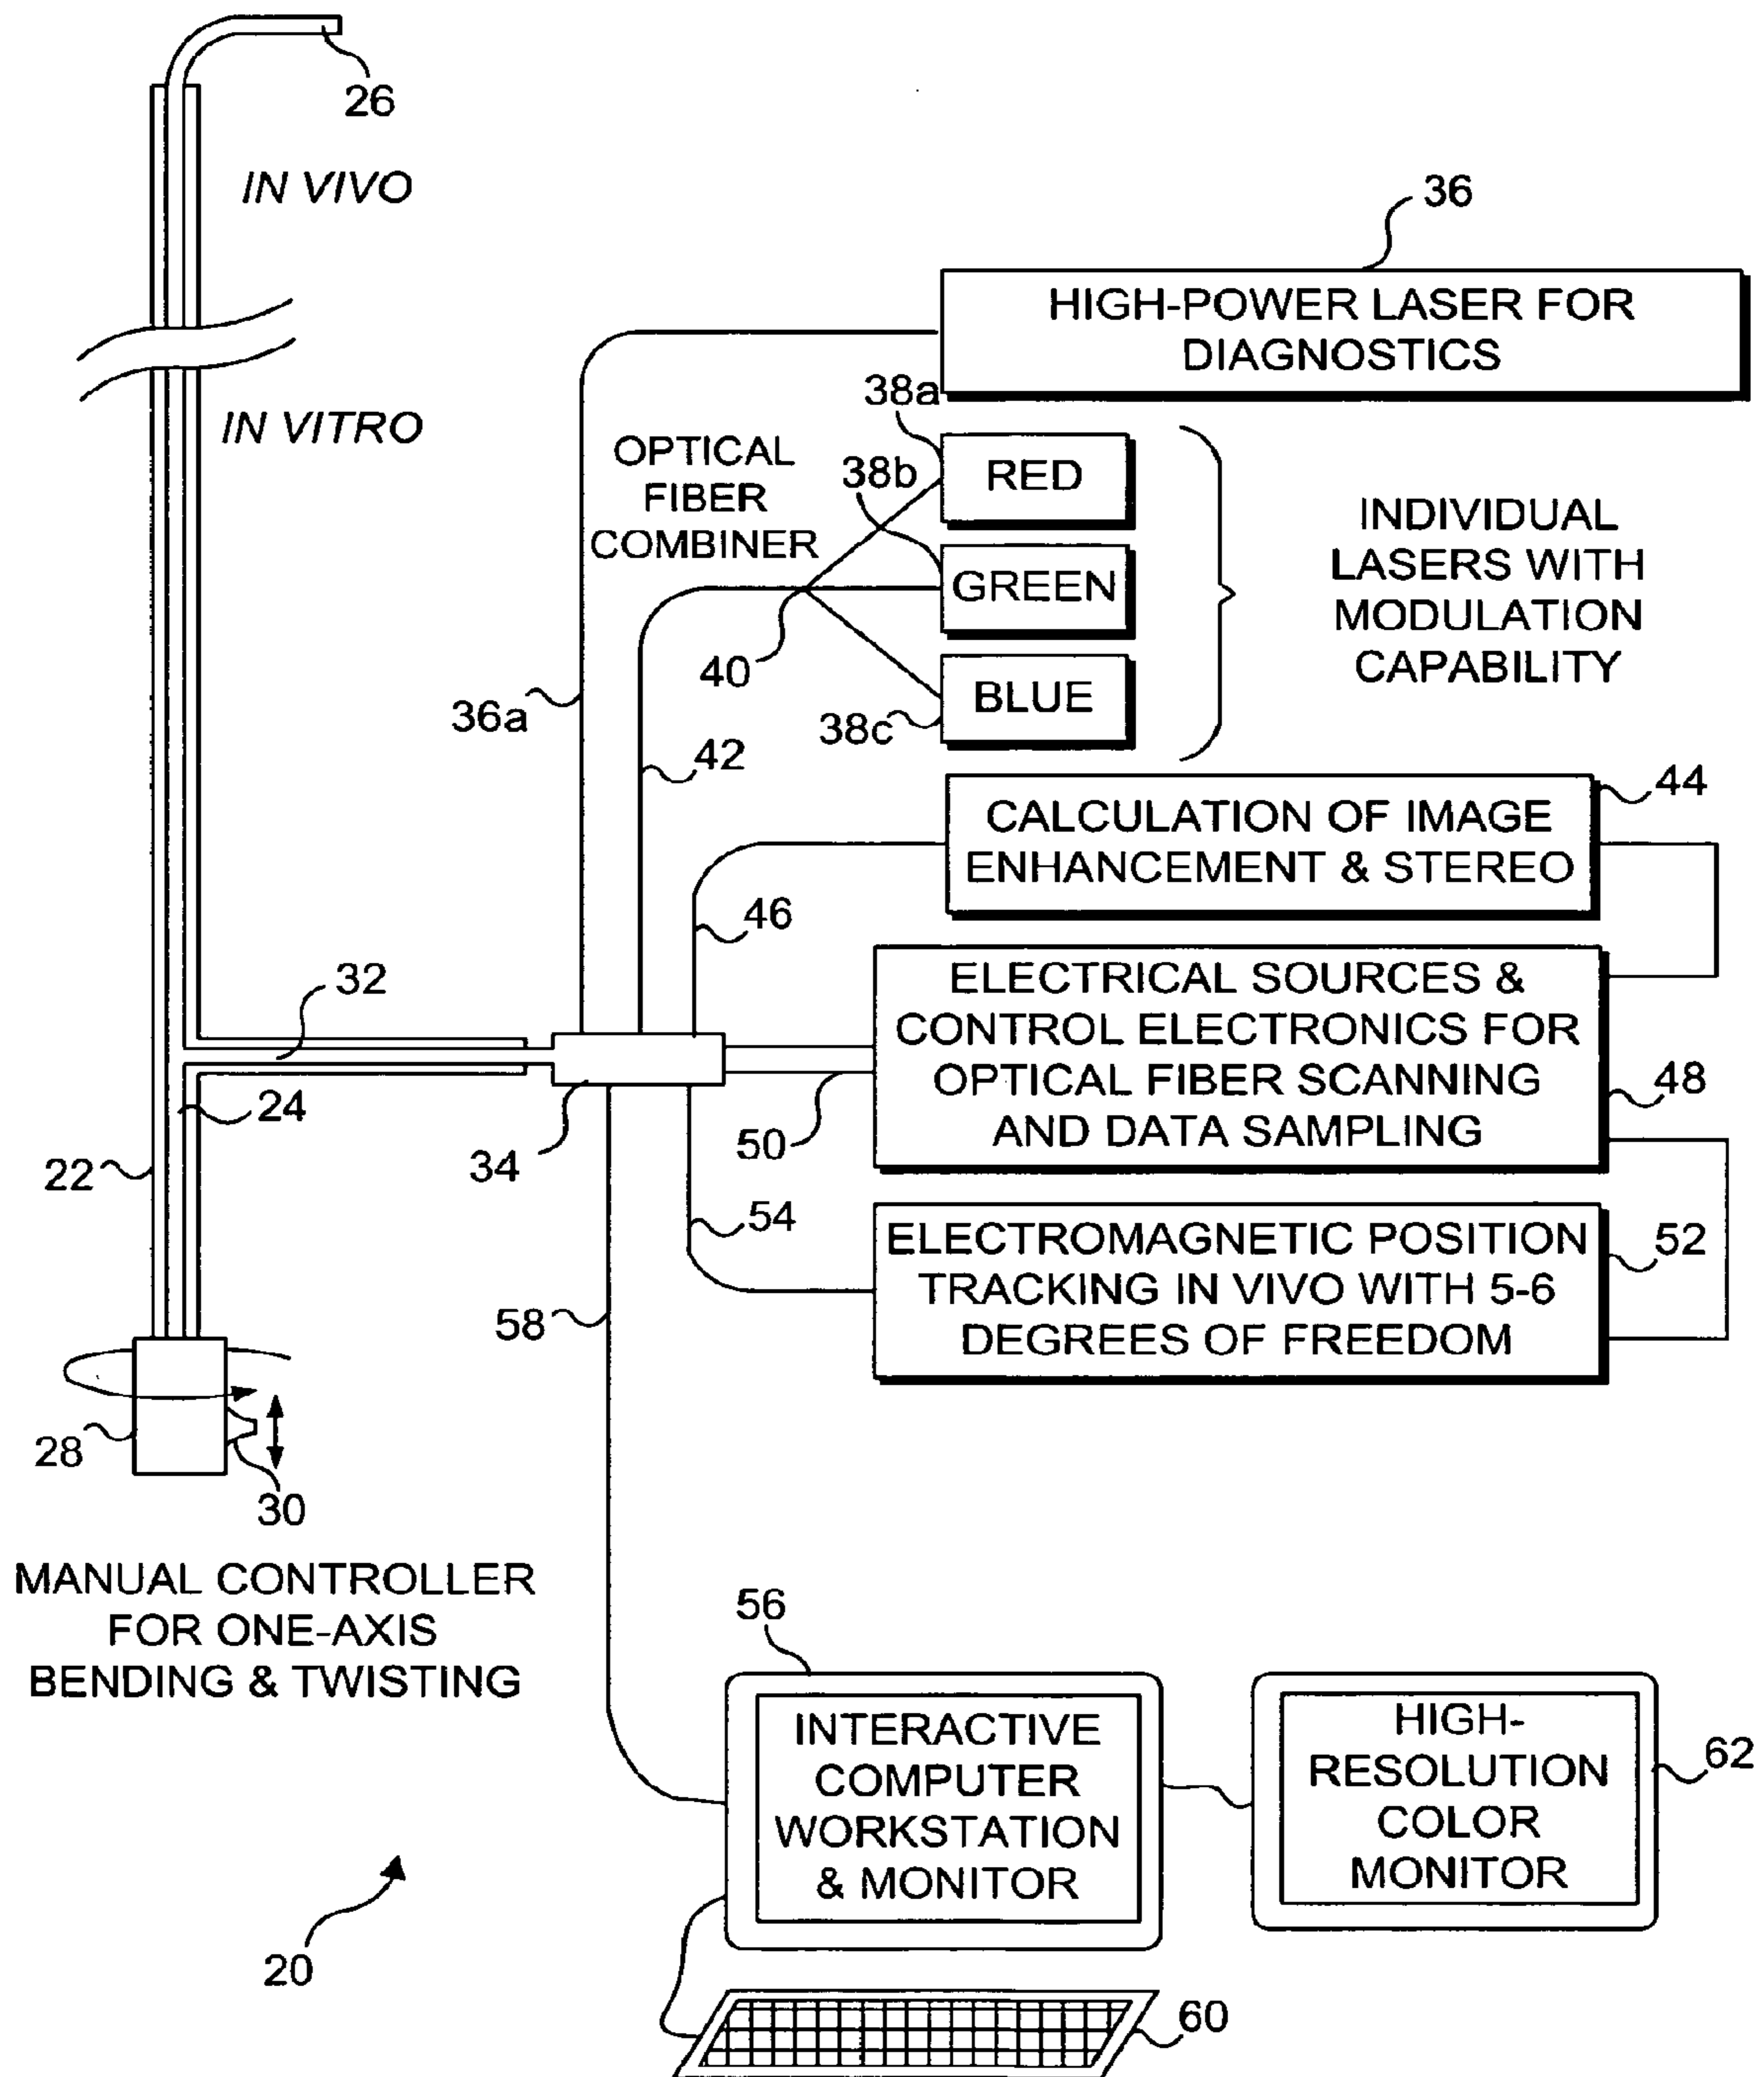 26
IN VIVO
36
HIGH-POWER LASER FOR
DIAGNOSTICS
IN VITRO
38a
OPTICAL
FIBER
COMBINER
38b
RED
GREEN
BLUE
40
38c
INDIVIDUAL
LASERS WITH
MODULATION
CAPABILITY
36a
42
44
CALCULATION OF IMAGE
ENHANCEMENT & STEREO
46
32
ELECTRICAL SOURCES &
CONTROL ELECTRONICS FOR
OPTICAL FIBER SCANNING
AND DATA SAMPLING
48
24
50
34
22
54
ELECTROMAGNETIC POSITION
TRACKING IN VIVO WITH 5-6
DEGREES OF FREEDOM
52
58
28
30
MANUAL CONTROLLER
FOR ONE-AXIS
BENDING & TWISTING
56
INTERACTIVE
COMPUTER
WORKSTATION
& MONITOR
HIGH-
RESOLUTION
COLOR
MONITOR
62
20
60